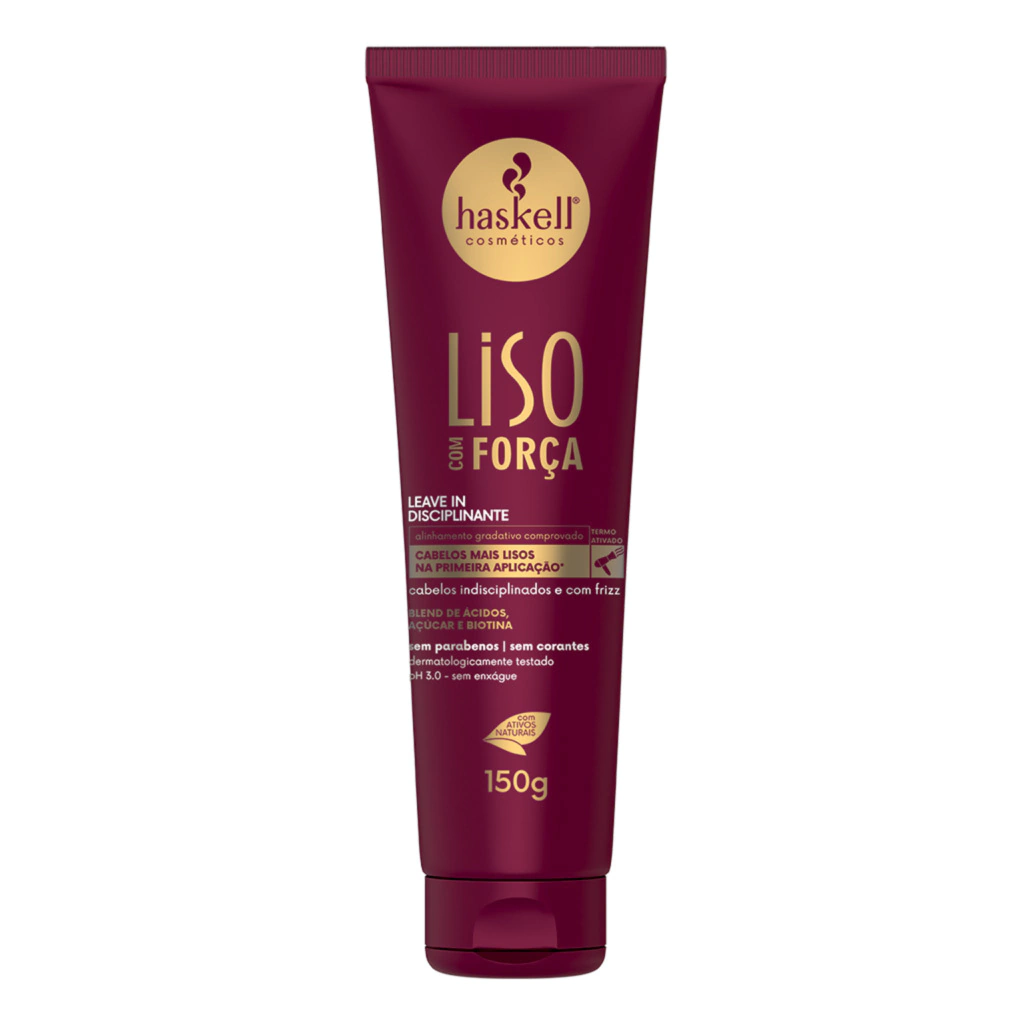 haskell®
cosméticos
LiSO
COM FORÇA
LEAVE IN
DISCIPLINANTE
alinhamento gradativo comprovado
TERMO
ATIVADO
CABELOS MAIS LISOS
NA PRIMEIRA APLICAÇÃO*
cabelos indisciplinados e com frizz
BLEND DE ÁCIDOS,
AÇÚCAR E BIOTINA
sem parabenos | sem corantes
dermatologicamente testado
pH 3.0 - sem enxágue
com
ATIVOS
NATURAIS
150g